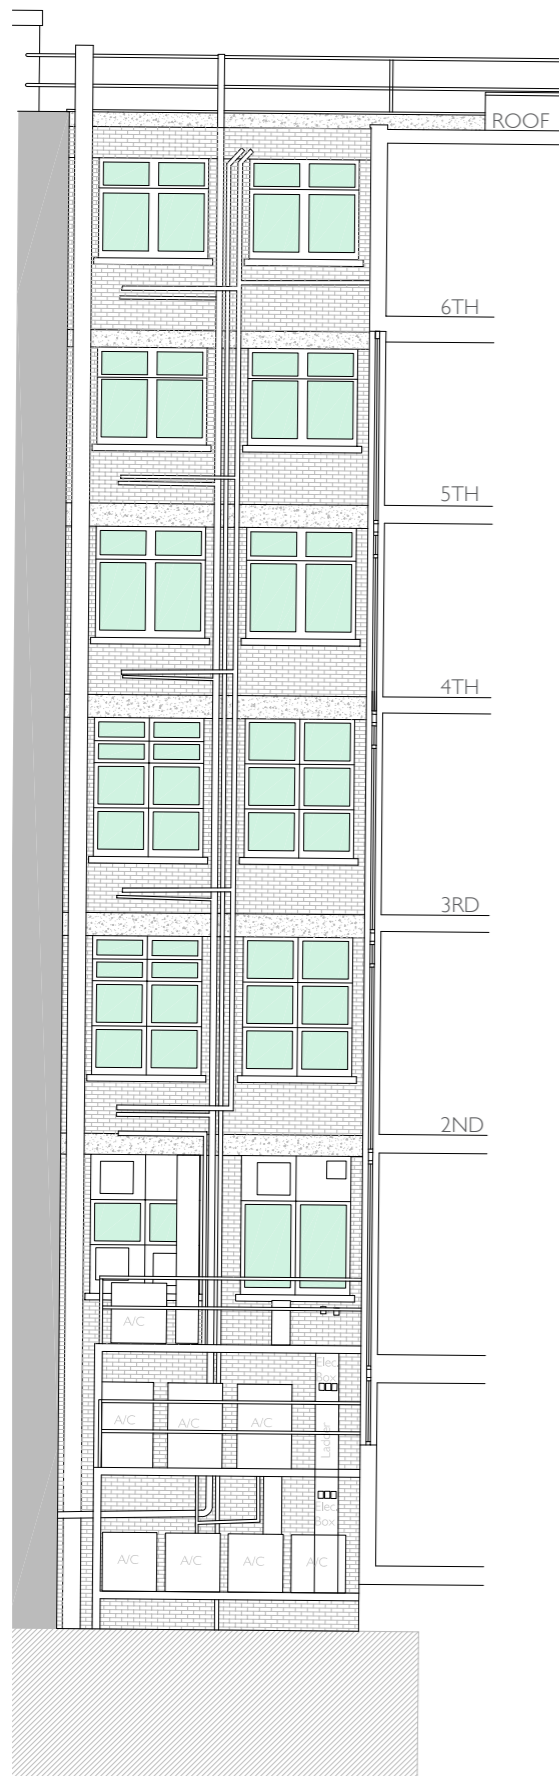 ROOF
6TH
5TH
4TH
3RD
2ND
A/C
Elec
Box
A/C
A/C
A/C
Ladder
Elec
Box
A/C
A/C
A/C
A/C